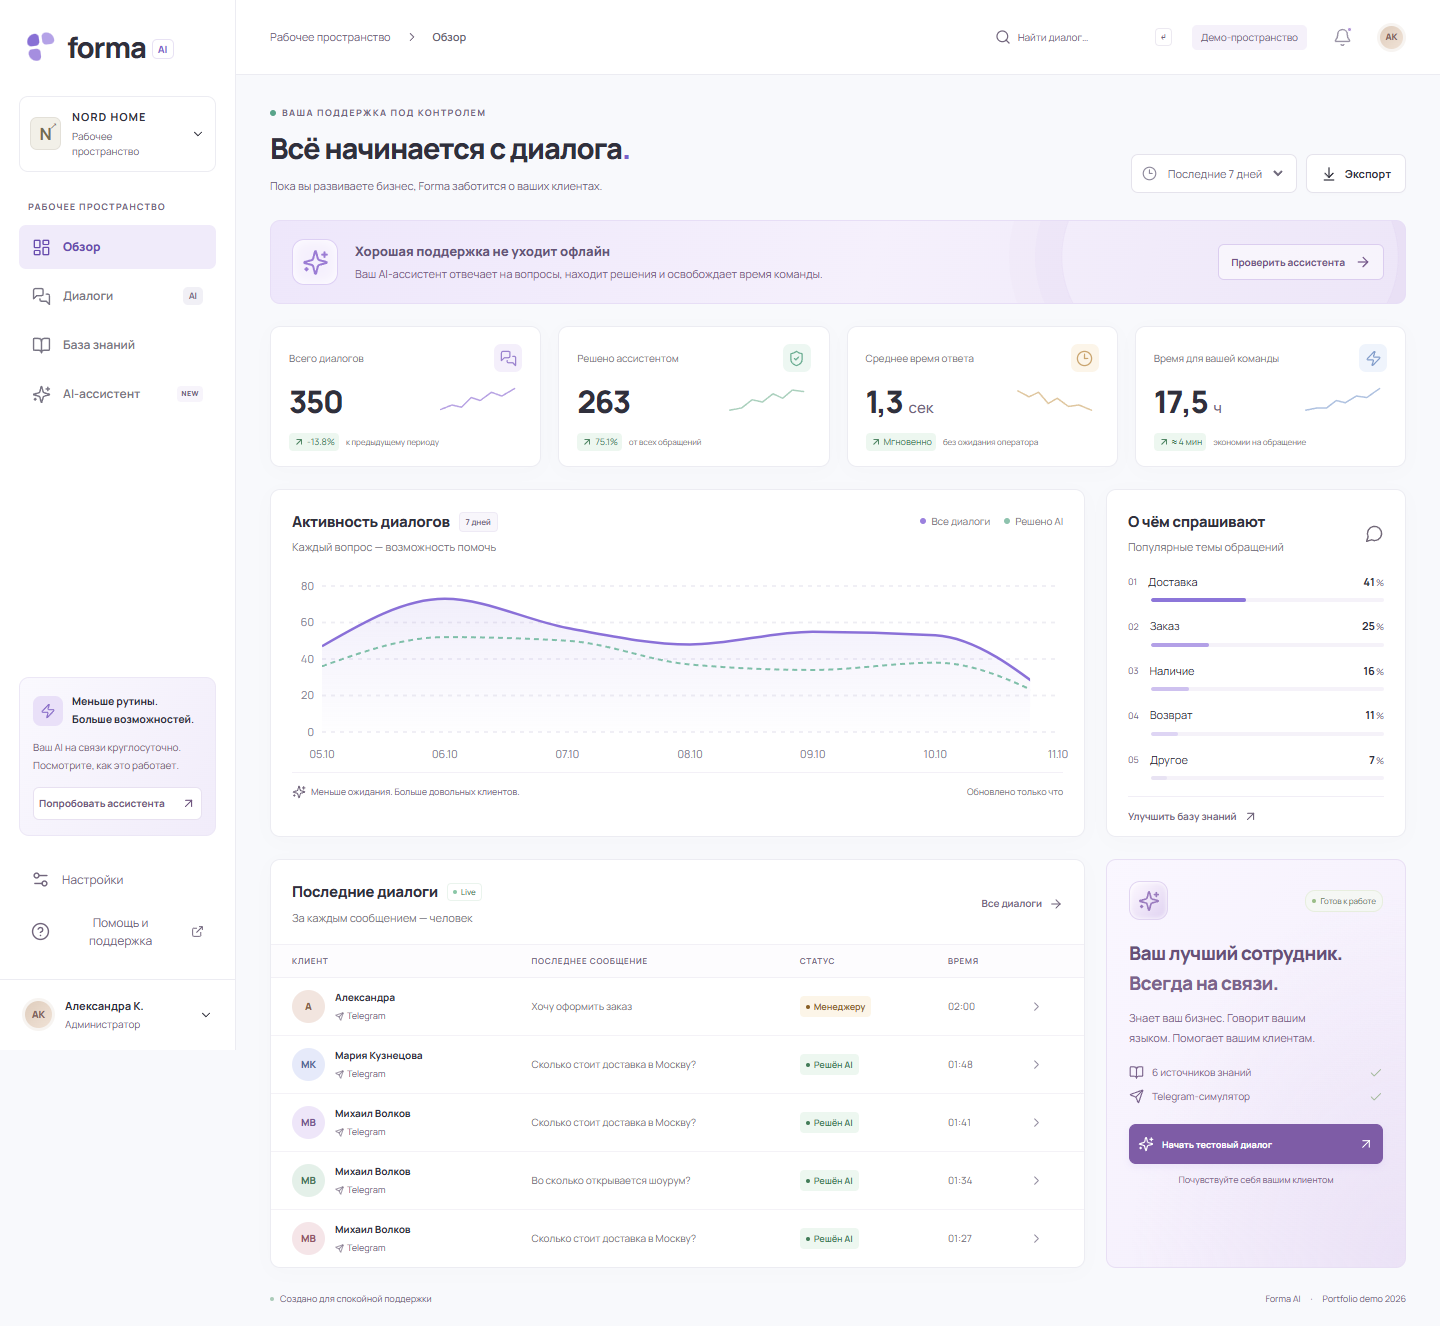 forma AI
NORD HOME
N
Рабочее
пространство
РАБОЧЕЕ ПРОСТРАНСТВО
Обзор
Диалоги AI
База знаний
AI-ассистент NEW
Меньше рутины.
Больше возможностей.
Ваш AI на связи круглосуточно.
Посмотрите, как это работает.
Попробовать ассистента
Настройки
Помощь и
поддержка
АК
Александра К.
Администратор
Рабочее пространство Обзор
Найти диалог...
Демо-пространство
АК
ВАША ПОДДЕРЖКА ПОД КОНТРОЛЕМ
Всё начинается с диалога.
Пока вы развиваете бизнес, Forma заботится о ваших клиентах.
Последние 7 дней
Экспорт
Хорошая поддержка не уходит офлайн
Ваш AI-ассистент отвечает на вопросы, находит решения и освобождает время команды.
Проверить ассистента
Всего диалогов
350
-13.8% к предыдущему периоду
Решено ассистентом
263
75.1% от всех обращений
Среднее время ответа
1,3 сек
Мгновенно без ожидания оператора
Время для вашей команды
17,5 ч
≈ 4 мин экономии на обращение
Активность диалогов 7 дней
Каждый вопрос — возможность помочь
Все диалоги Решено AI
80
60
40
20
0
05.10 06.10 07.10 08.10 09.10 10.10 11.10
Меньше ожидания. Больше довольных клиентов.
Обновлено только что
О чём спрашивают
Популярные темы обращений
01 Доставка 41%
02 Заказ 25%
03 Наличие 16%
04 Возврат 11%
05 Другое 7%
Улучшить базу знаний
Последние диалоги Live
За каждым сообщением — человек
Все диалоги
КЛИЕНТ ПОСЛЕДНЕЕ СООБЩЕНИЕ СТАТУС ВРЕМЯ
А Александра Хочу оформить заказ Менеджеру 02:00
Telegram
МК Мария Кузнецова Сколько стоит доставка в Москву? Решён AI 01:48
Telegram
МВ Михаил Волков Сколько стоит доставка в Москву? Решён AI 01:41
Telegram
МВ Михаил Волков Во сколько открывается шоурум? Решён AI 01:34
Telegram
МВ Михаил Волков Сколько стоит доставка в Москву? Решён AI 01:27
Telegram
Готов к работе
Ваш лучший сотрудник.
Всегда на связи.
Знает ваш бизнес. Говорит вашим
языком. Помогает вашим клиентам.
6 источников знаний
Telegram-симулятор
Начать тестовый диалог
Почувствуйте себя вашим клиентом
Создано для спокойной поддержки
Forma AI · Portfolio demo 2026